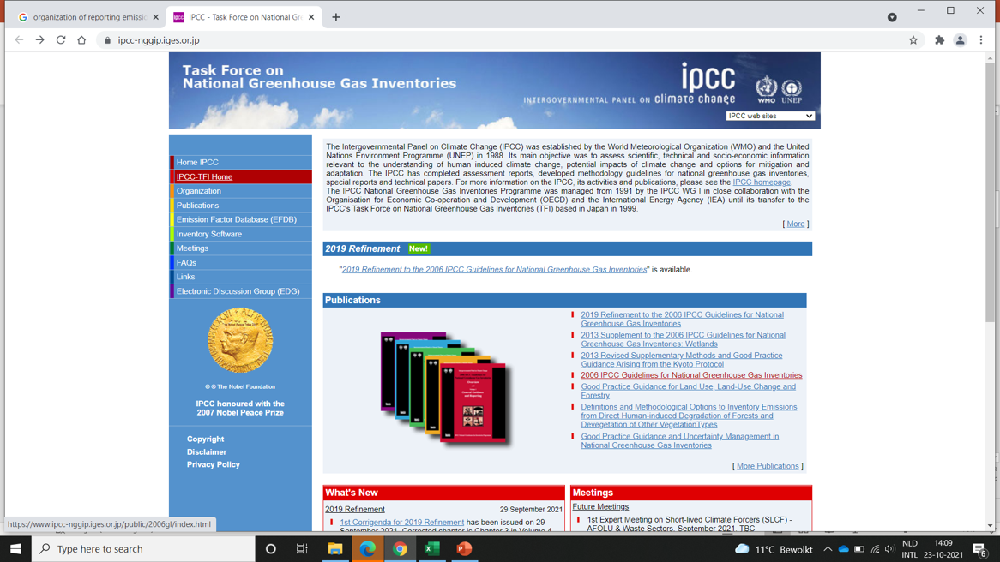 organization of reporting emissio
IPCC - Task Force on National Gr
ipcc-nggip.iges.or.jp
Task Force on
National Greenhouse Gas Inventories
ipcc
INTERGOVERNMENTAL PANEL ON climate change
WMO UNEP
IPCC web sites
Home IPCC
IPCC-TFI Home
Organization
Publications
Emission Factor Database (EFDB)
Inventory Software
Meetings
FAQs
Links
Electronic DIscussion Group (EDG)
® © The Nobel Foundation
IPCC honoured with the
2007 Nobel Peace Prize
Copyright
Disclaimer
Privacy Policy
The Intergovernmental Panel on Climate Change (IPCC) was established by the World Meteorological Organization (WMO) and the United
Nations Environment Programme (UNEP) in 1988. Its main objective was to assess scientific, technical and socio-economic information
relevant to the understanding of human induced climate change, potential impacts of climate change and options for mitigation and
adaptation. The IPCC has completed assessment reports, developed methodology guidelines for national greenhouse gas inventories,
special reports and technical papers. For more information on the IPCC, its activities and publications, please see the IPCC homepage.
The IPCC National Greenhouse Gas Inventories Programme was managed from 1991 by the IPCC WG I in close collaboration with the
Organisation for Economic Co-operation and Development (OECD) and the International Energy Agency (IEA) until its transfer to the
IPCC's Task Force on National Greenhouse Gas Inventories (TFI) based in Japan in 1999.
[ More ]
2019 Refinement New!
"2019 Refinement to the 2006 IPCC Guidelines for National Greenhouse Gas Inventories" is available.
Publications
2019 Refinement to the 2006 IPCC Guidelines for National
Greenhouse Gas Inventories
2013 Supplement to the 2006 IPCC Guidelines for National
Greenhouse Gas Inventories: Wetlands
2013 Revised Supplementary Methods and Good Practice
Guidance Arising from the Kyoto Protocol
2006 IPCC Guidelines for National Greenhouse Gas Inventories
Good Practice Guidance for Land Use, Land-Use Change and
Forestry
Definitions and Methodological Options to Inventory Emissions
from Direct Human-induced Degradation of Forests and
Devegetation of Other VegetationTypes
Good Practice Guidance and Uncertainty Management in
National Greenhouse Gas Inventories
[ More Publications ]
What's New
2019 Refinement 29 September 2021
1st Corrigenda for 2019 Refinement has been issued on 29
September 2021. Corrected chapter is Chapter 3 in Volume 4
Meetings
Future Meetings
1st Expert Meeting on Short-lived Climate Forcers (SLCF) -
AFOLU & Waste Sectors, September 2021, TBC
https://www.ipcc-nggip.iges.or.jp/public/2006gl/index.html
Type here to search
11°C Bewolkt
NLD
INTL
14:09
23-10-2021
6